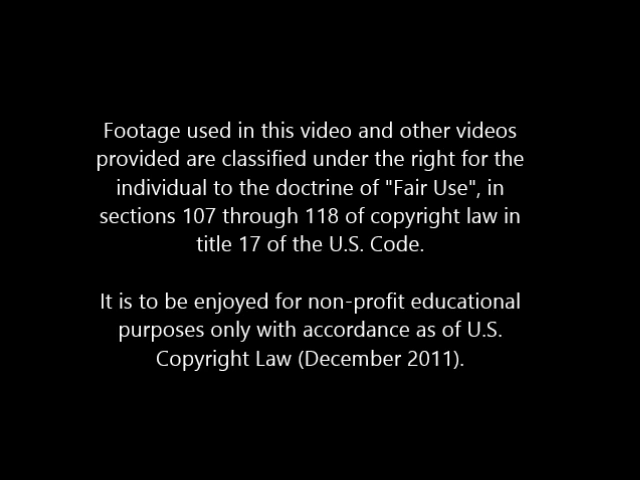 Footage used in this video and other videos
provided are classified under the right for the
individual to the doctrine of "Fair Use", in
sections 107 through 118 of copyright law in
title 17 of the U.S. Code.
It is to be enjoyed for non-profit educational
purposes only with accordance as of U.S.
Copyright Law (December 2011).